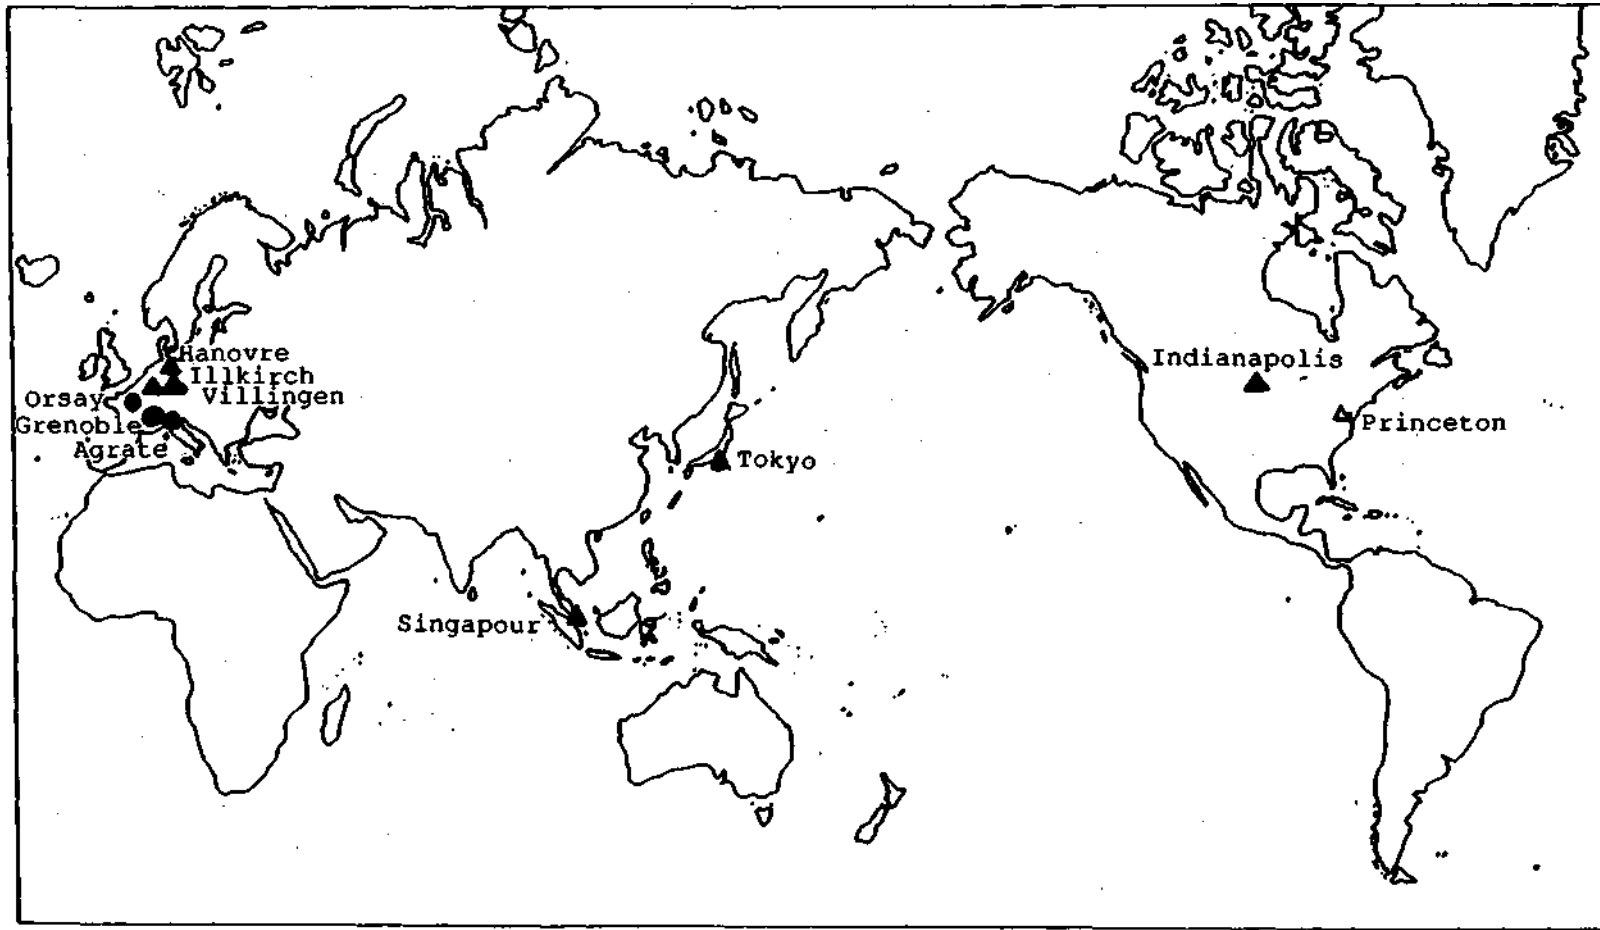 Hanovre
Illkirch
Villingen
Orsay
Grenoble
Agrate
Indianapolis
Princeton
Tokyo
Singapour